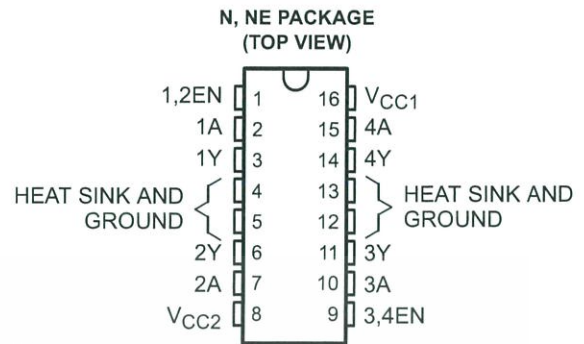 N, NE PACKAGE
(TOP VIEW)
1,2EN 1 16 VCC1
1A 2 15 4A
1Y 3 14 4Y
HEAT SINK AND GROUND 4 13 HEAT SINK AND GROUND
5 12
2Y 6 11 3Y
2A 7 10 3A
VCC2 8 9 3,4EN